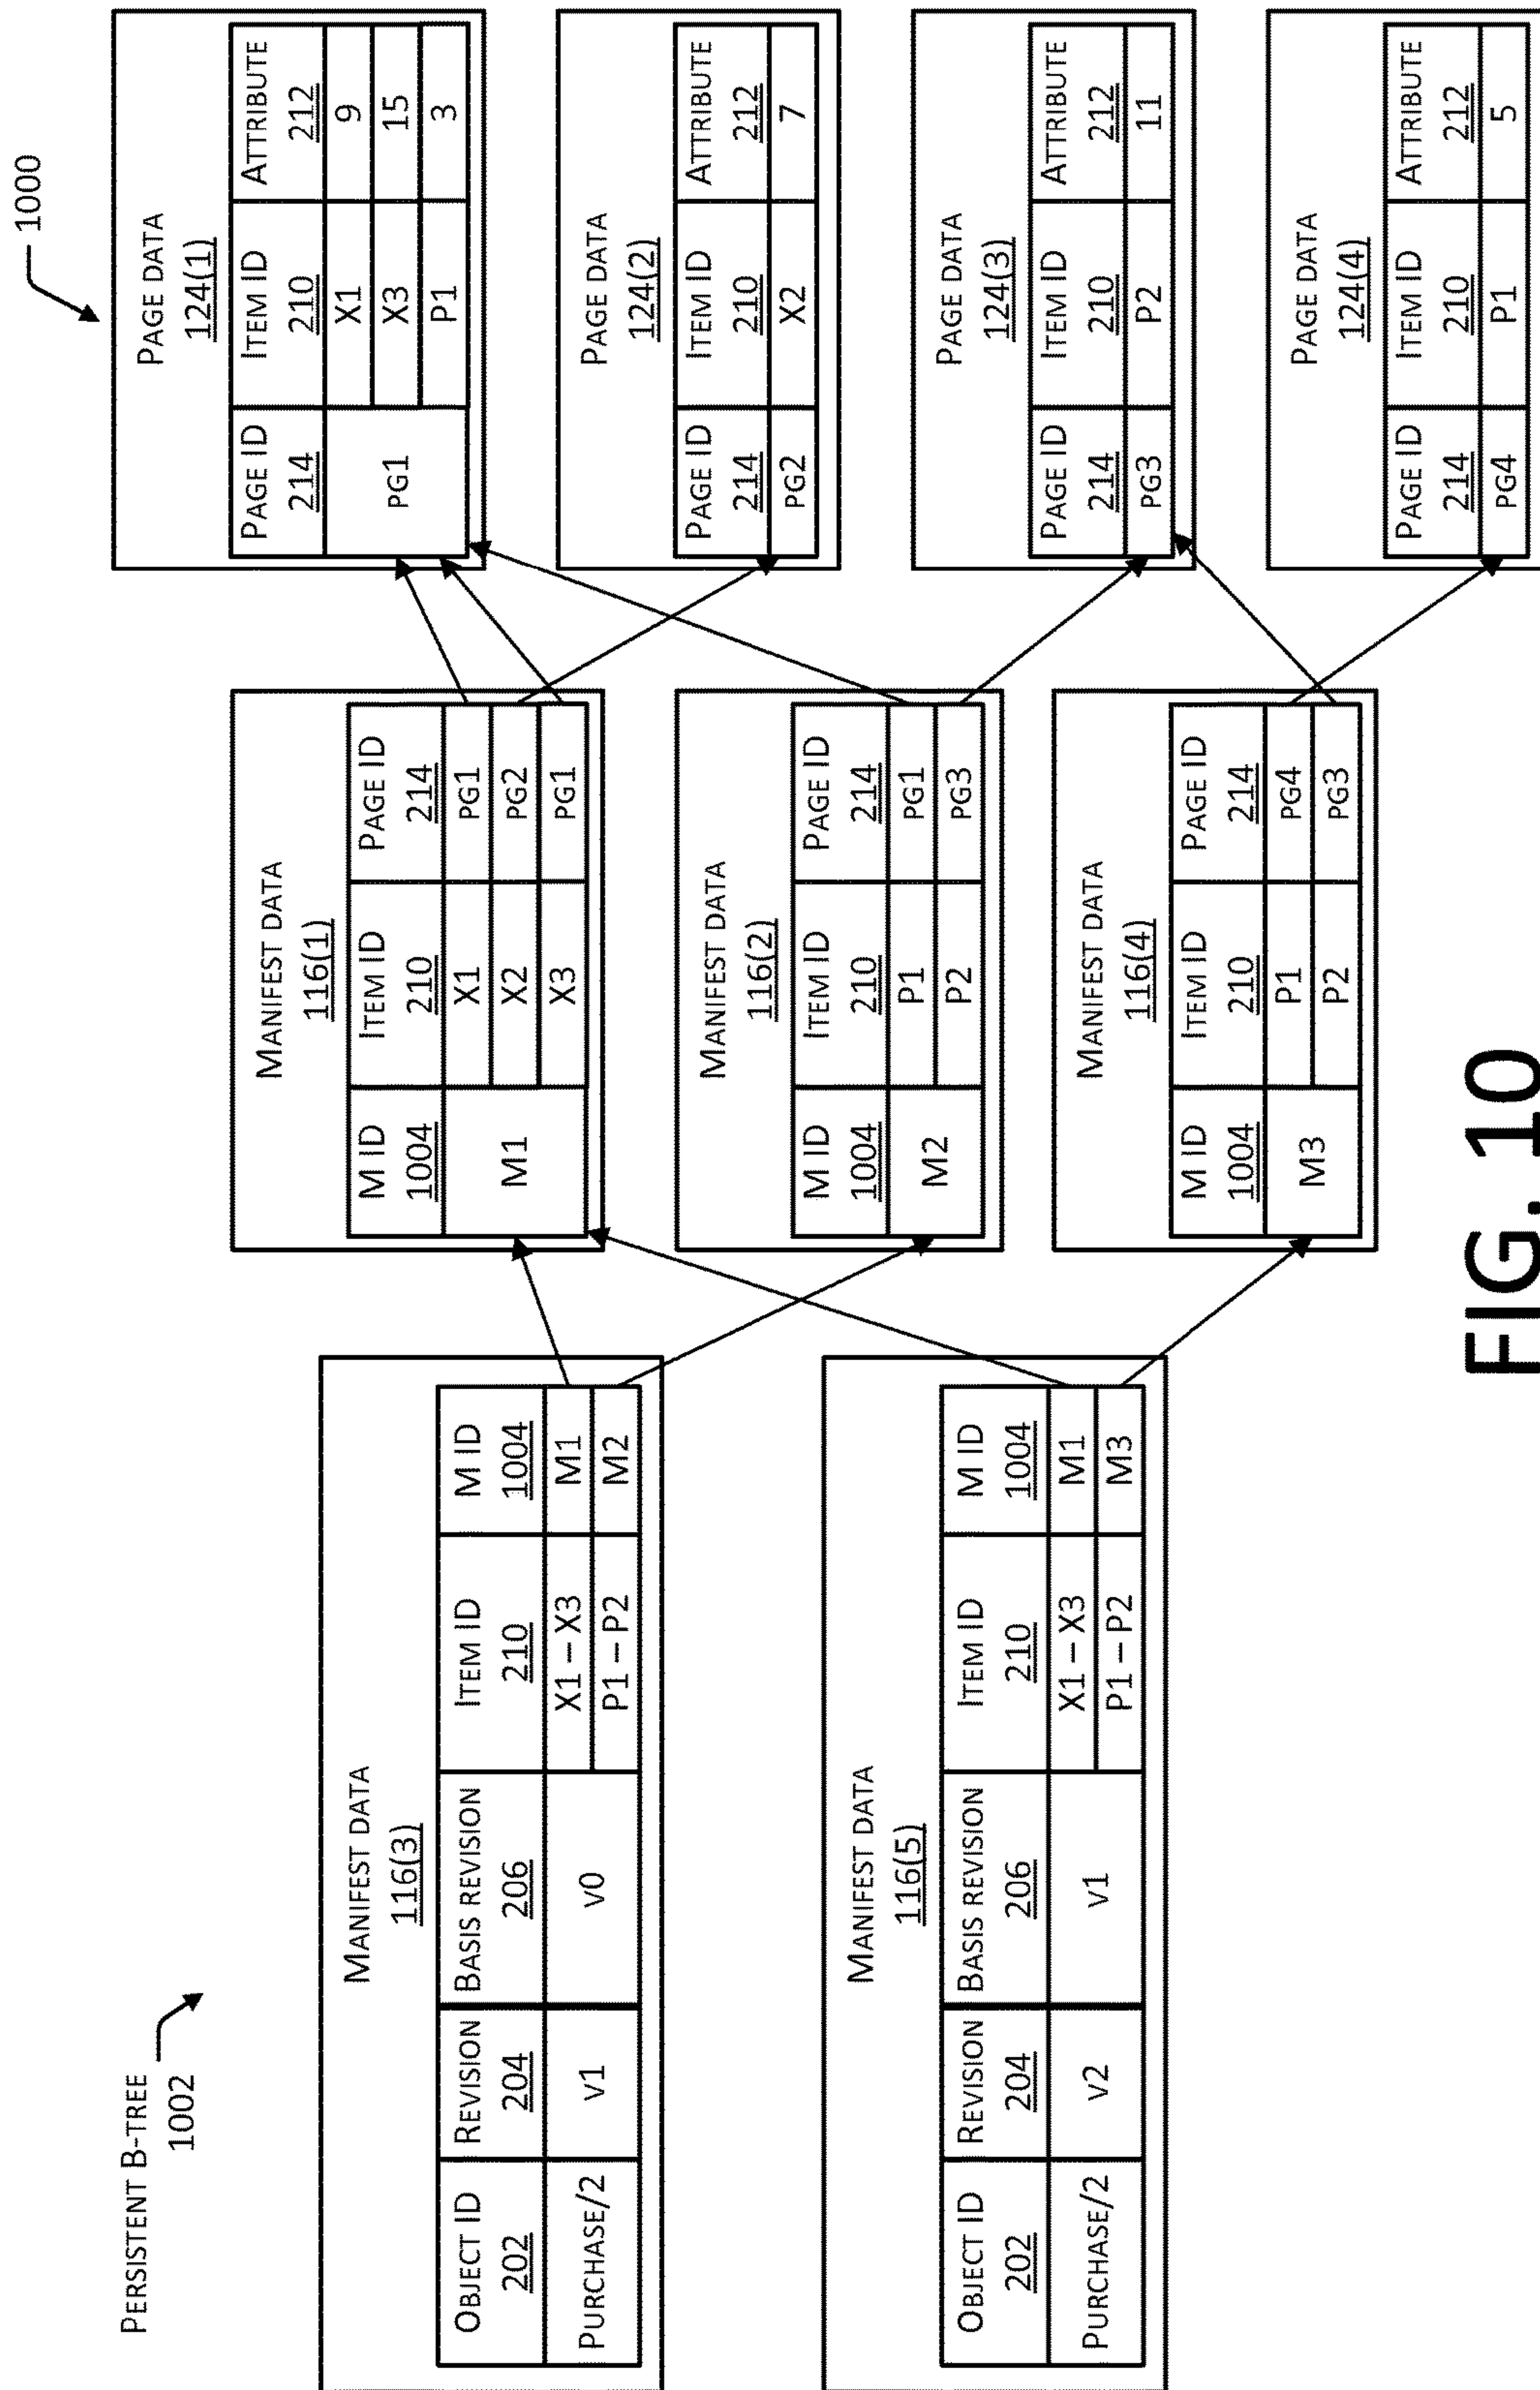 1000
PERSISTENT B-TREE
1002
MANIFEST DATA
116(3)
OBJECT ID REVISION BASIS REVISION ITEM ID M ID
202 204 206 210 1004
PURCHASE/2 V1 V0 X1 – X3 M1
P1 – P2 M2
MANIFEST DATA
116(5)
OBJECT ID REVISION BASIS REVISION ITEM ID M ID
202 204 206 210 1004
PURCHASE/2 V2 V1 X1 – X3 M1
P1 – P2 M3
MANIFEST DATA
116(1)
M ID ITEM ID PAGE ID
1004 210 214
M1 X1 PG1
X2 PG2
X3 PG1
MANIFEST DATA
116(2)
M ID ITEM ID PAGE ID
1004 210 214
M2 P1 PG1
P2 PG3
MANIFEST DATA
116(4)
M ID ITEM ID PAGE ID
1004 210 214
M3 P1 PG4
P2 PG3
PAGE DATA
124(1)
PAGE ID ITEM ID ATTRIBUTE
214 210 212
PG1 X1 9
X3 15
P1 3
PAGE DATA
124(2)
PAGE ID ITEM ID ATTRIBUTE
214 210 212
PG2 X2 7
PAGE DATA
124(3)
PAGE ID ITEM ID ATTRIBUTE
214 210 212
PG3 P2 11
PAGE DATA
124(4)
PAGE ID ITEM ID ATTRIBUTE
214 210 212
PG4 P1 5
FIG. 10